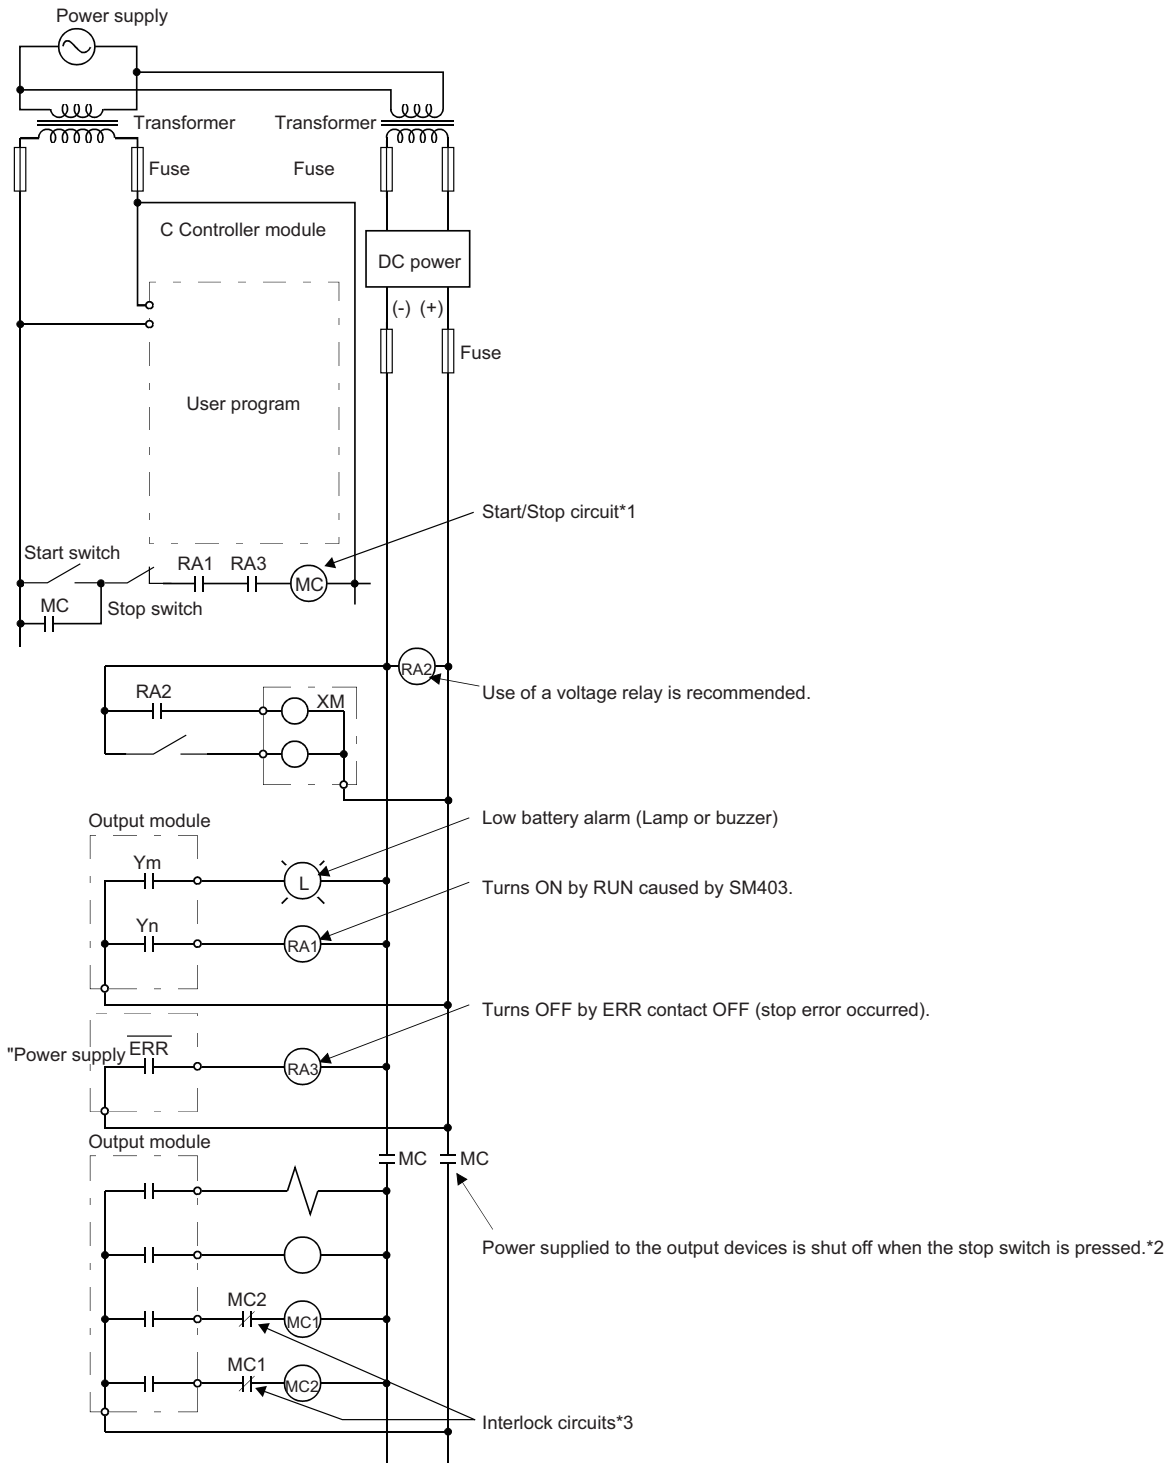 Power supply
Transformer
Transformer
Fuse
Fuse
C Controller module
DC power
(-) (+)
Fuse
User program
Start/Stop circuit*1
Start switch
RA1
RA3
MC
MC
Stop switch
RA2
Use of a voltage relay is recommended.
RA2
XM
Low battery alarm (Lamp or buzzer)
Output module
Ym
L
Turns ON by RUN caused by SM403.
Yn
RA1
Turns OFF by ERR contact OFF (stop error occurred).
"Power supply
ERR
RA3
Output module
MC
MC
Power supplied to the output devices is shut off when the stop switch is pressed.*2
MC2
MC1
MC1
MC2
Interlock circuits*3